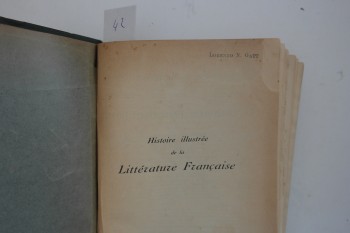 42
Histoire illustrée
de la
Littérature Française